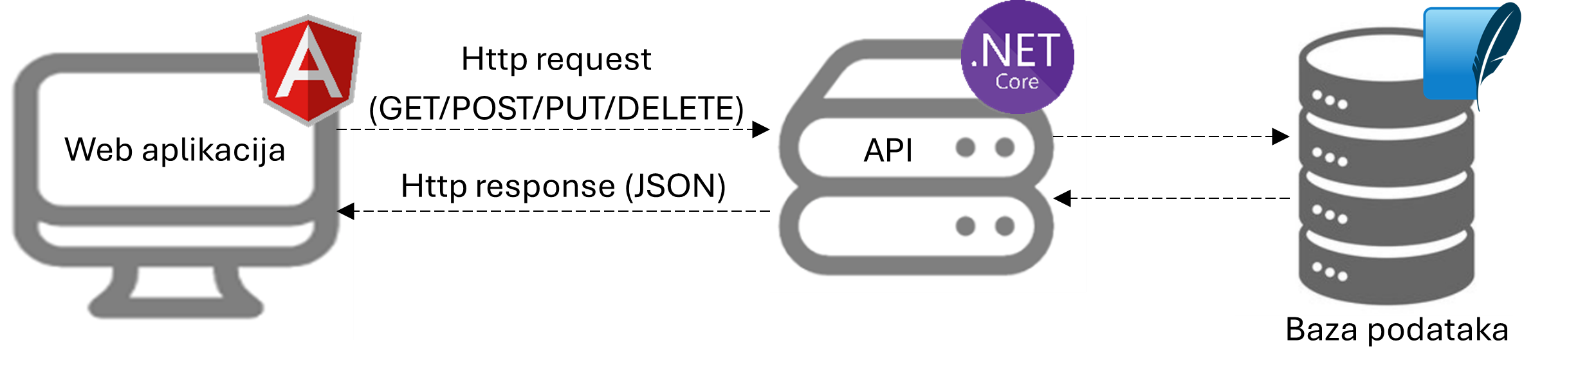 Web aplikacija
Http request
(GET/POST/PUT/DELETE)
Http response (JSON)
.NET
Core
API
Baza podataka